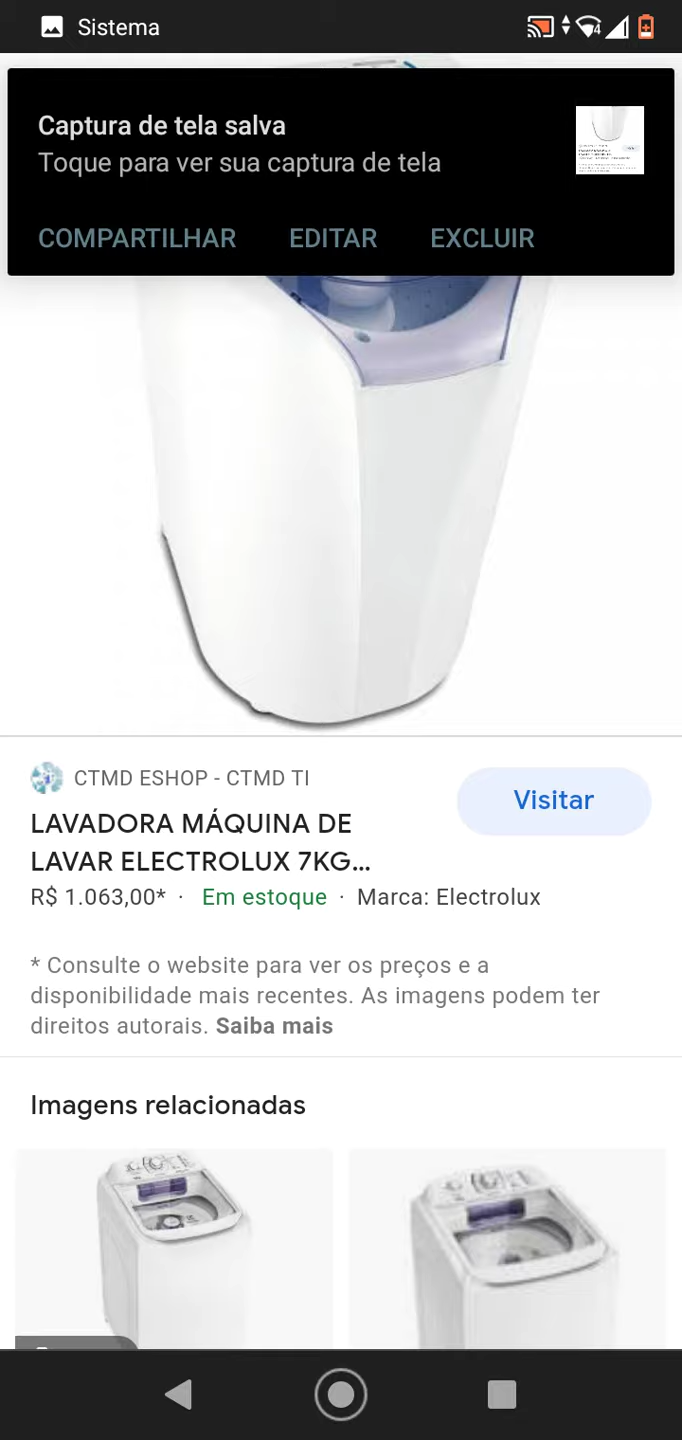 Sistema
Captura de tela salva
Toque para ver sua captura de tela
COMPARTILHAR EDITAR EXCLUIR
CTMD ESHOP - CTMD TI
Visitar
LAVADORA MÁQUINA DE
LAVAR ELECTROLUX 7KG...
R$ 1.063,00* · Em estoque · Marca: Electrolux
* Consulte o website para ver os preços e a
disponibilidade mais recentes. As imagens podem ter
direitos autorais. Saiba mais
Imagens relacionadas